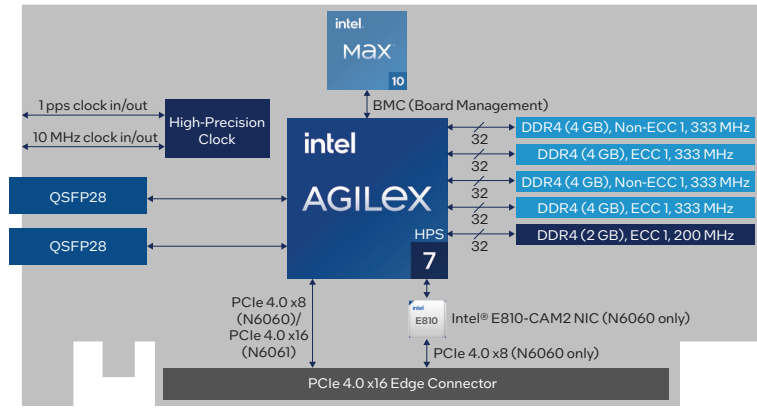 intel.
MAX
10
BMC (Board Management)
1 pps clock in/out
10 MHz clock in/out
High-Precision
Clock
intel
AGILEX
HPS
7
QSFP28
QSFP28
DDR4 (4 GB), Non-ECC 1, 333 MHz
32
DDR4 (4 GB), ECC 1, 333 MHz
32
DDR4 (4 GB), Non-ECC 1, 333 MHz
32
DDR4 (4 GB), ECC 1, 333 MHz
32
DDR4 (2 GB), ECC 1, 200 MHz
32
PCIe 4.0 x8
(N6060)/
PCIe 4.0 x16
(N6061)
intel
E810
Intel® E810-CAM2 NIC (N6060 only)
PCIe 4.0 x8 (N6060 only)
PCIe 4.0 x16 Edge Connector